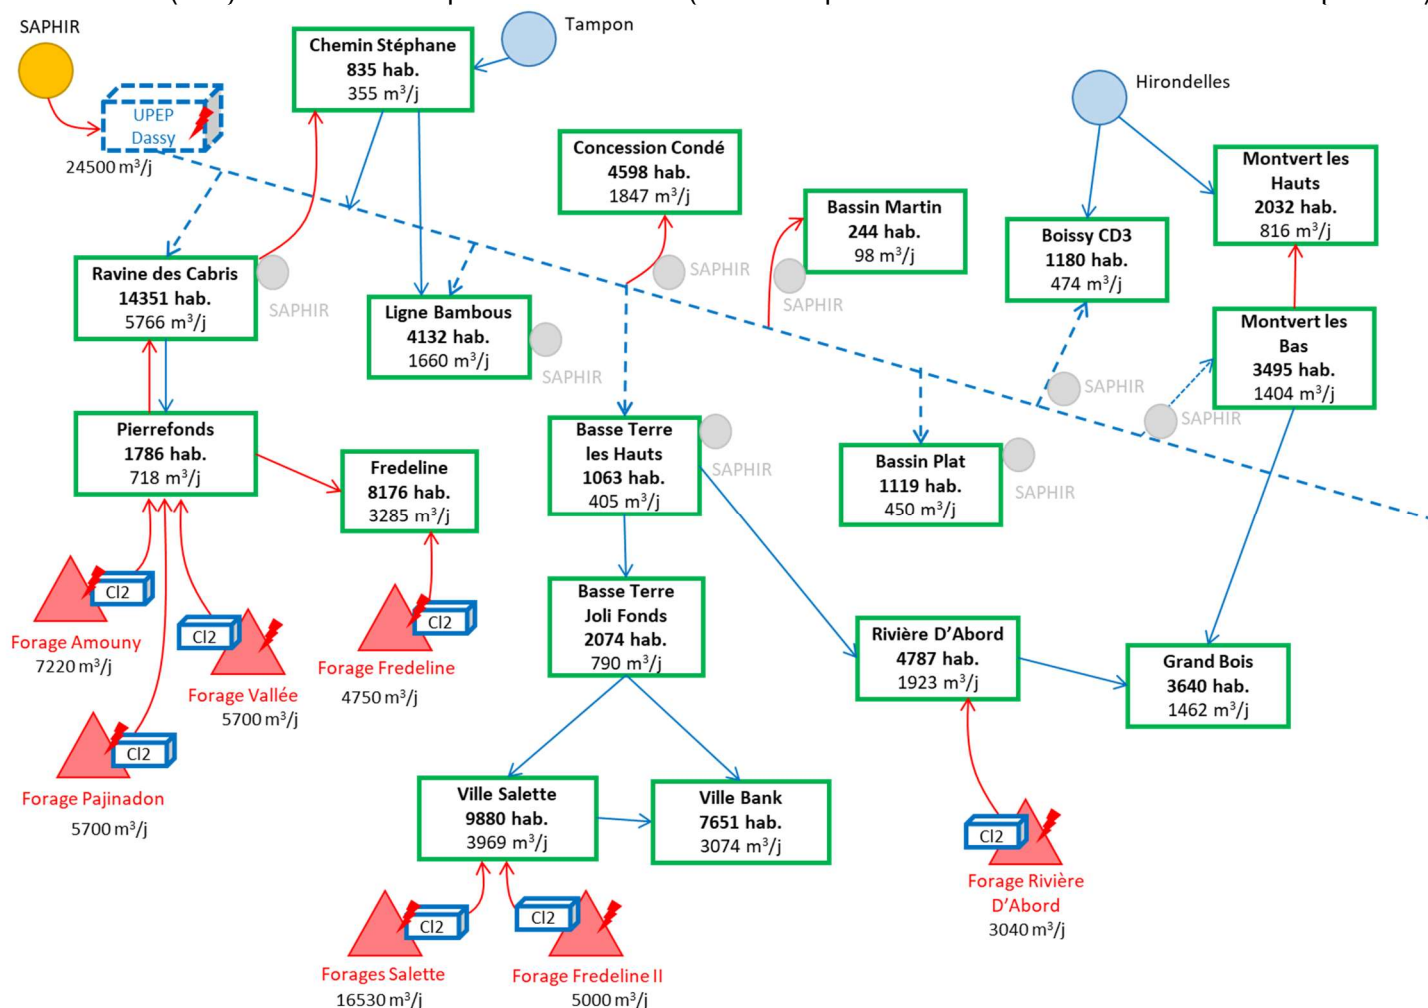 SAPHIR
Tampon
Chemin Stéphane
835 hab.
355 m³/j
UPEP
Dassy
24500 m³/j
Hirondelles
Concession Condé
4598 hab.
1847 m³/j
Montvert les
Hauts
2032 hab.
816 m³/j
Bassin Martin
244 hab.
98 m³/j
Boissy CD3
1180 hab.
474 m³/j
Ravine des Cabris
14351 hab.
5766 m³/j
SAPHIR
SAPHIR
SAPHIR
Ligne Bambous
4132 hab.
1660 m³/j
SAPHIR
Montvert les
Bas
3495 hab.
1404 m³/j
SAPHIR
SAPHIR
Pierrefonds
1786 hab.
718 m³/j
Fredeline
8176 hab.
3285 m³/j
Basse Terre
les Hauts
1063 hab.
405 m³/j
SAPHIR
Bassin Plat
1119 hab.
450 m³/j
SAPHIR
Cl2
Forage Amouny
7220 m³/j
Cl2
Forage Vallée
5700 m³/j
Cl2
Forage Fredeline
4750 m³/j
Basse Terre
Joli Fonds
2074 hab.
790 m³/j
Rivière D’Abord
4787 hab.
1923 m³/j
Grand Bois
3640 hab.
1462 m³/j
Cl2
Forage Pajinadon
5700 m³/j
Ville Salette
9880 hab.
3969 m³/j
Ville Bank
7651 hab.
3074 m³/j
Cl2
Forage Rivière
D’Abord
3040 m³/j
Cl2
Forages Salette
16530 m³/j
Cl2
Forage Fredeline II
5000 m³/j